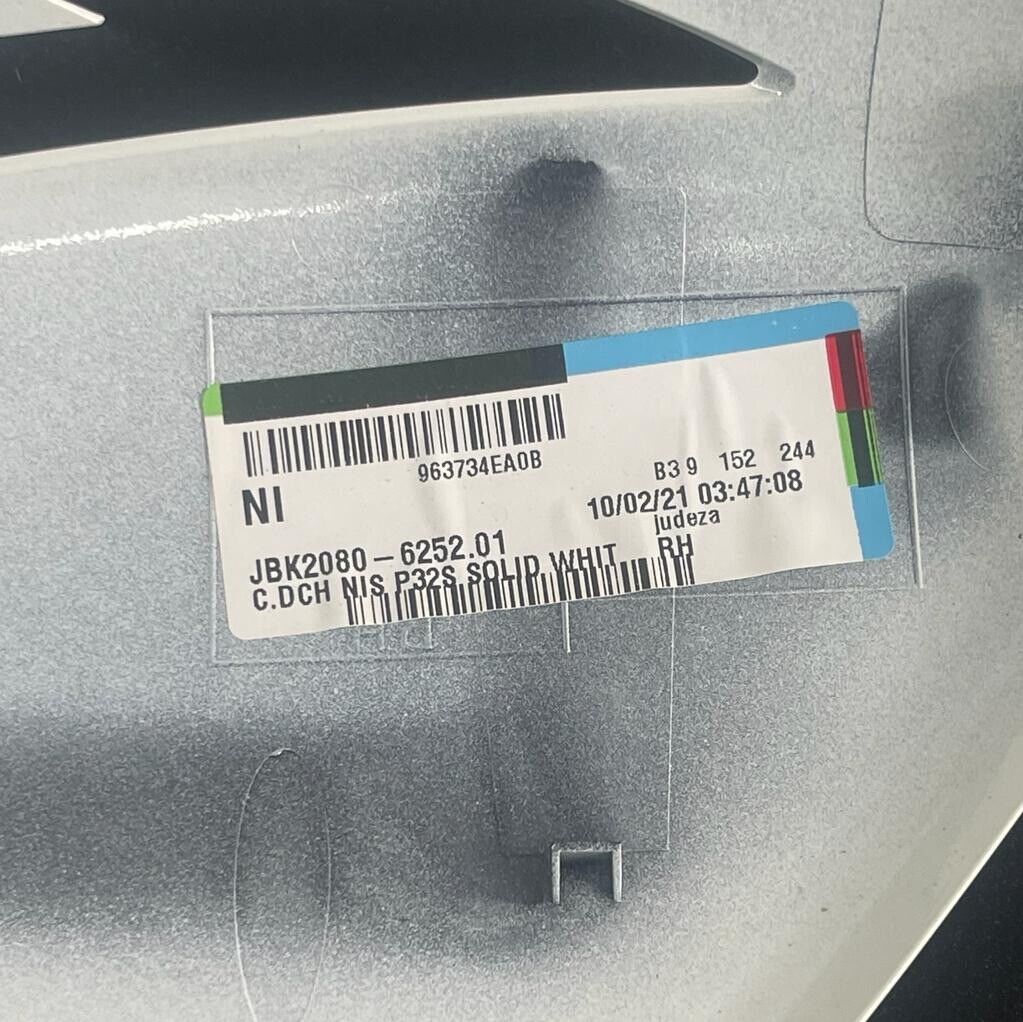 963734EA0B
B3 9 152 244
NI
10/02/21 03:47:08
judeza
JBK2080-6252.01 RH
C.DCH NIS P32S SOLID WHIT